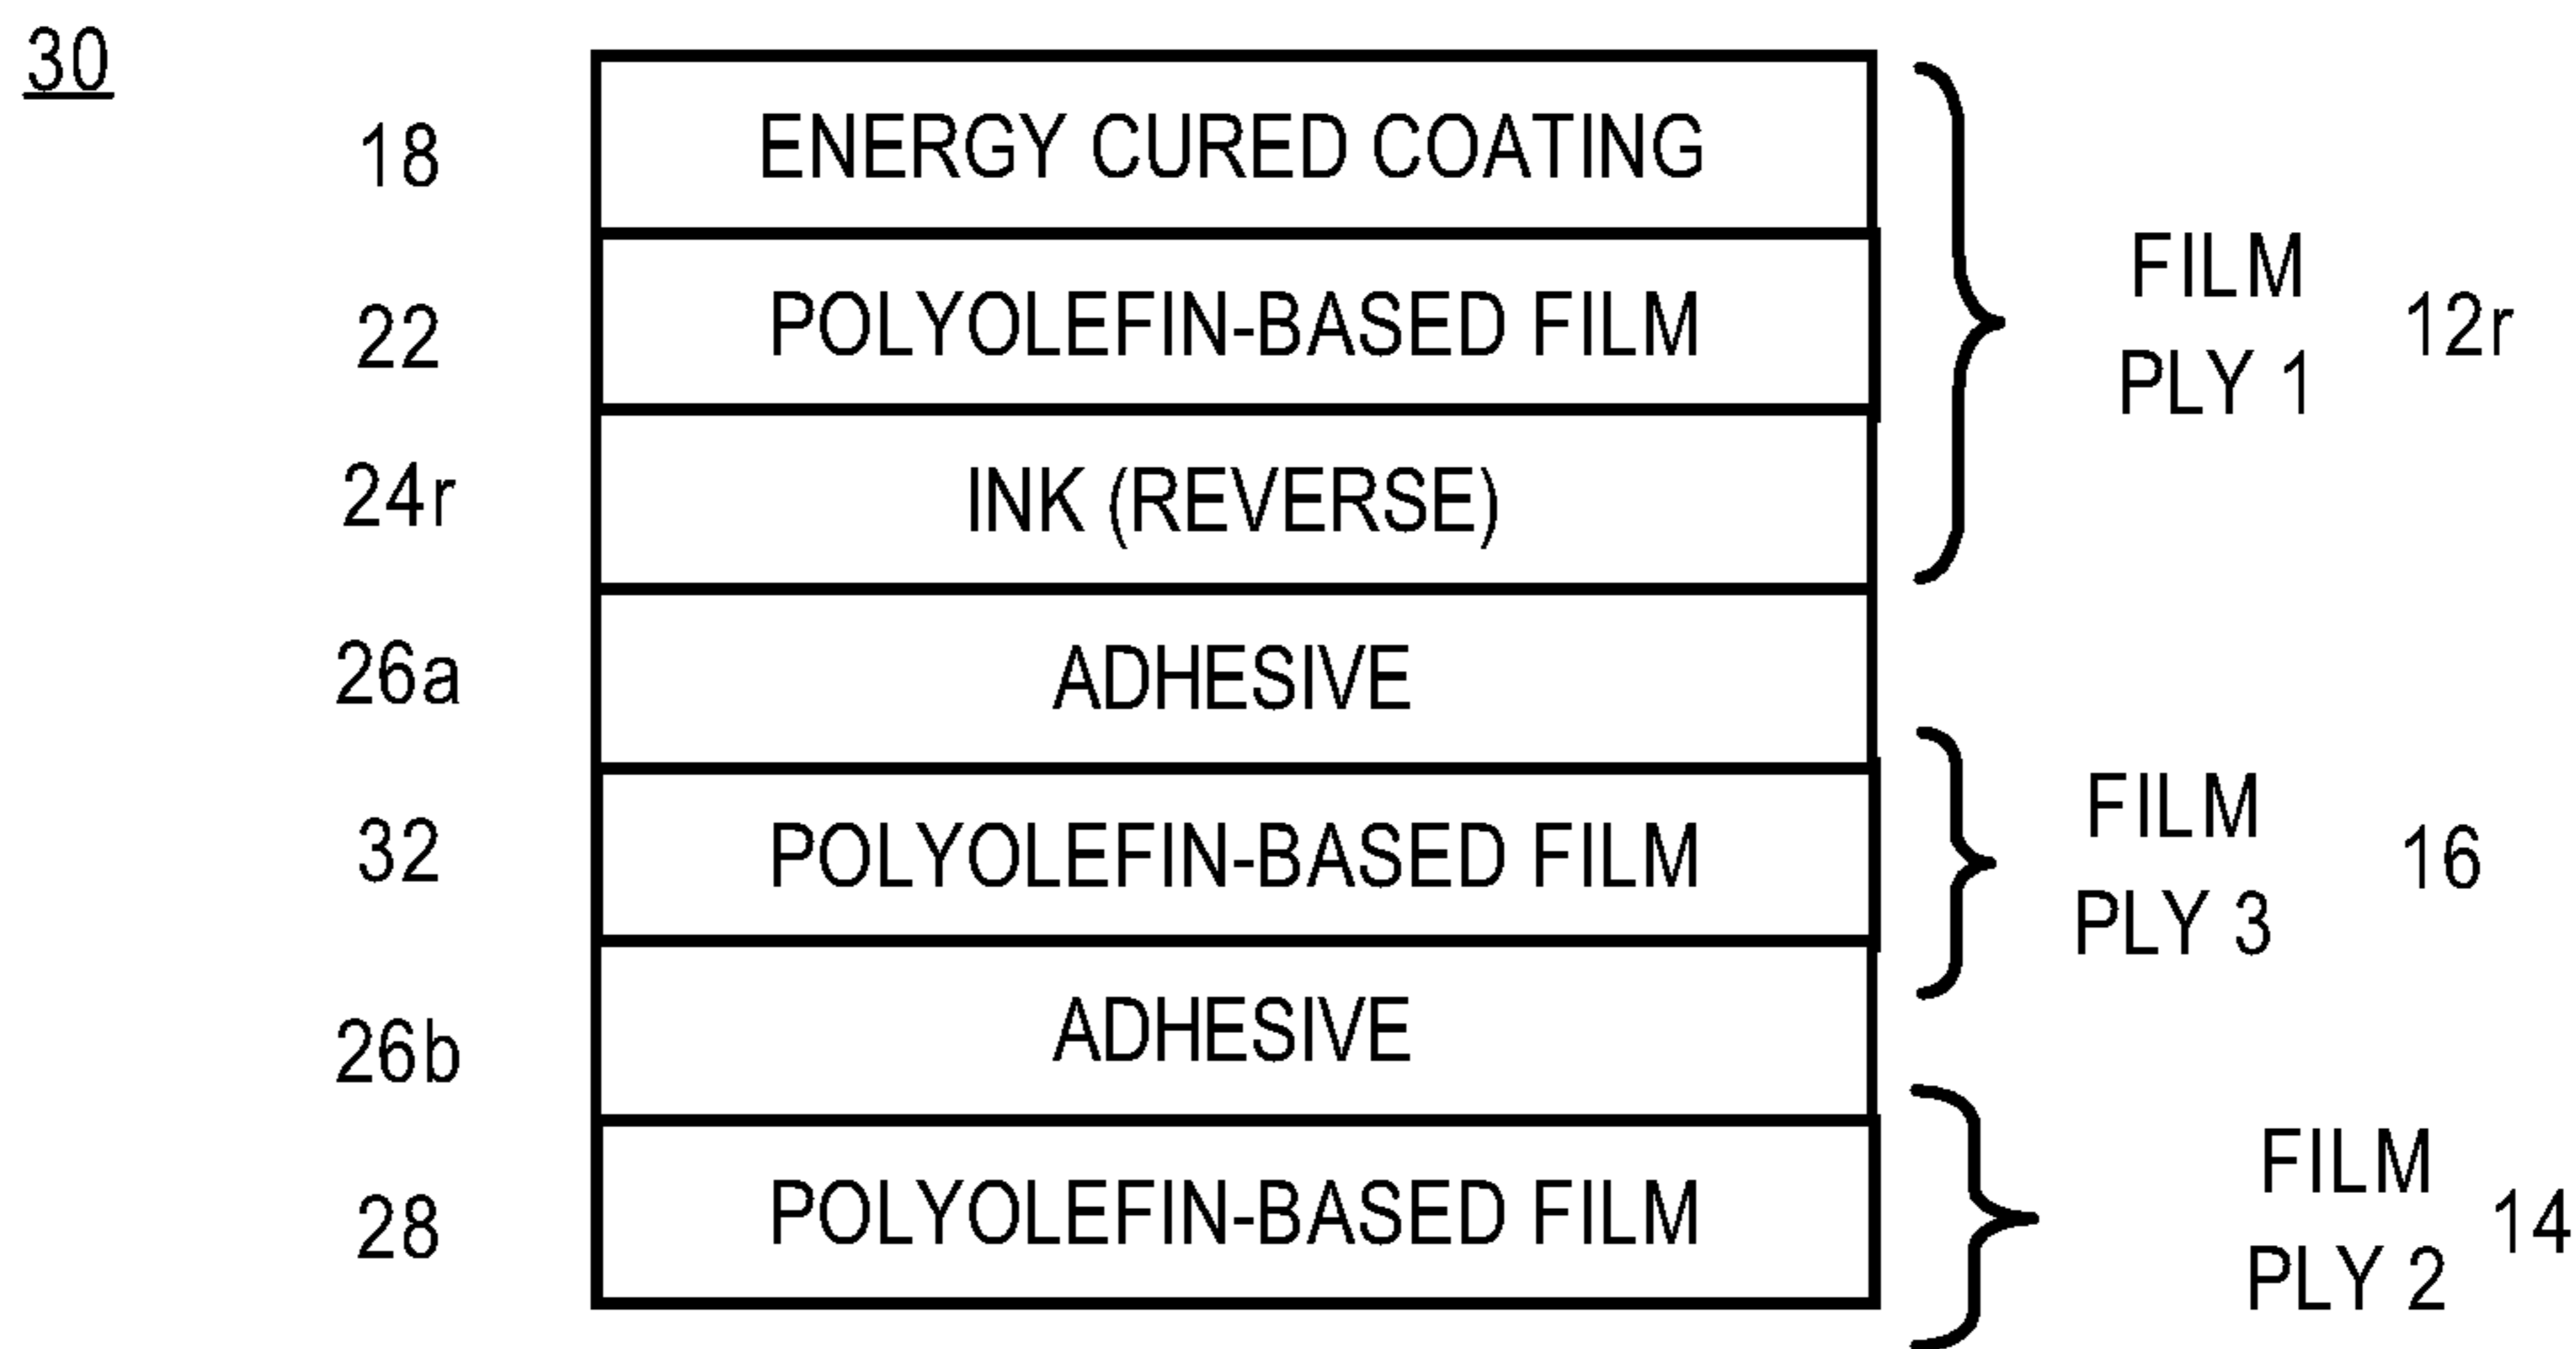 30
18
ENERGY CURED COATING
22
POLYOLEFIN-BASED FILM
FILM
PLY 1
12r
24r
INK (REVERSE)
26a
ADHESIVE
32
POLYOLEFIN-BASED FILM
FILM
PLY 3
16
26b
ADHESIVE
28
POLYOLEFIN-BASED FILM
FILM
PLY 2
14